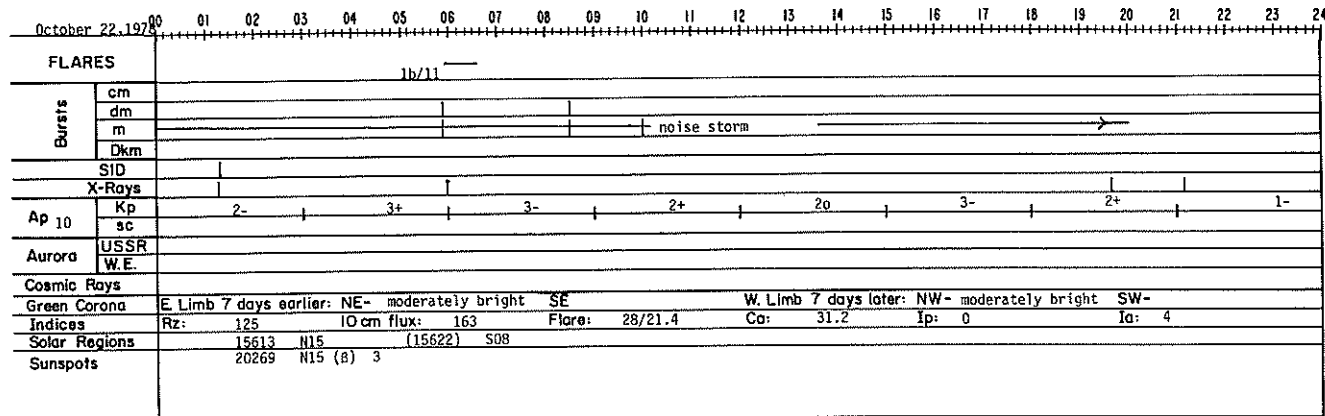 00 01 02 03 04 05 06 07 08 09 10 11 12 13 14 15 16 17 18 19 20 21 22 23 24
October 22,1978
FLARES 1b/11
Bursts
cm
dm
m noise storm
Dkm
SID
X-Rays
Ap 10 Kp 2- 3+ 3- 2+ 2o 3- 2+ 1-
sc
Aurora USSR
W.E.
Cosmic Rays
Green Corona E. Limb 7 days earlier: NE- moderately bright SE W. Limb 7 days later: NW- moderately bright SW-
Indices Rz: 125 10 cm flux: 163 Flare: 28/21.4 Ca: 31.2 Ip: 0 Ia: 4
Solar Regions 15613 N15 (15622) S08
Sunspots 20269 N15 (β) 3